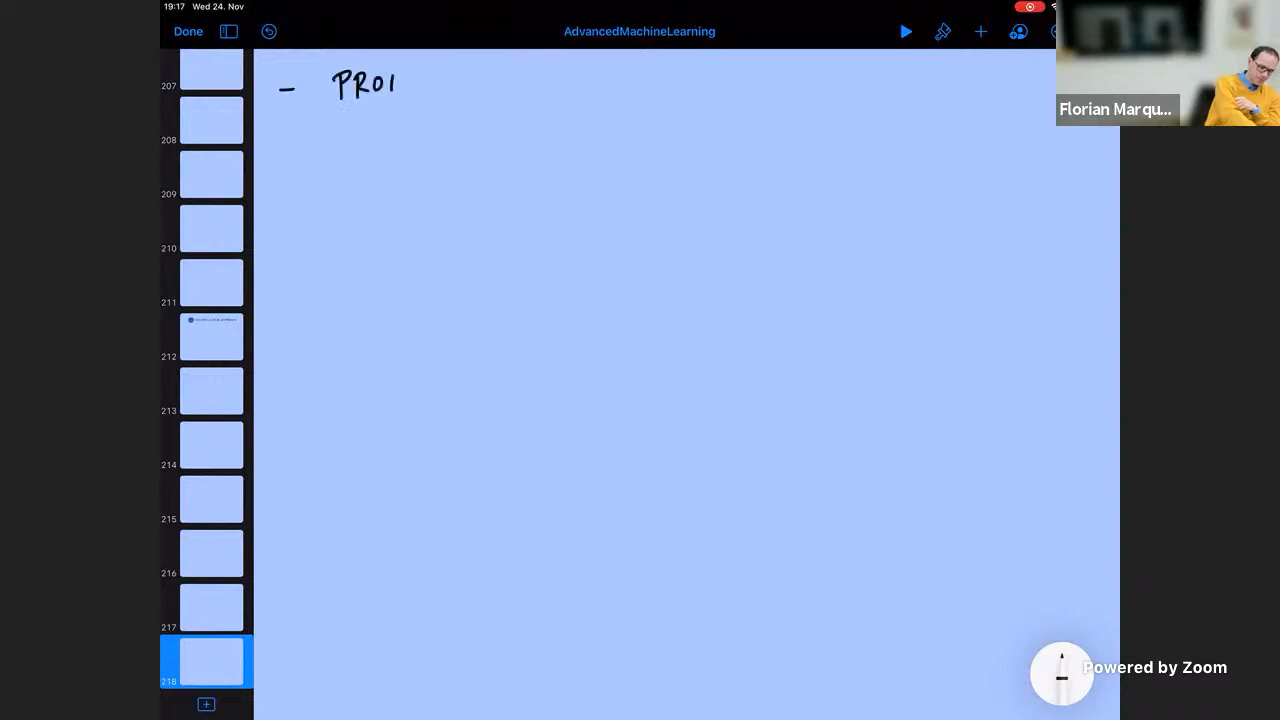 19:17 Wed 24. Nov
Done
AdvancedMachineLearning
Florian Marqu...
- PROI
207
208
209
210
211
212
213
214
215
216
217
218
Powered by Zoom